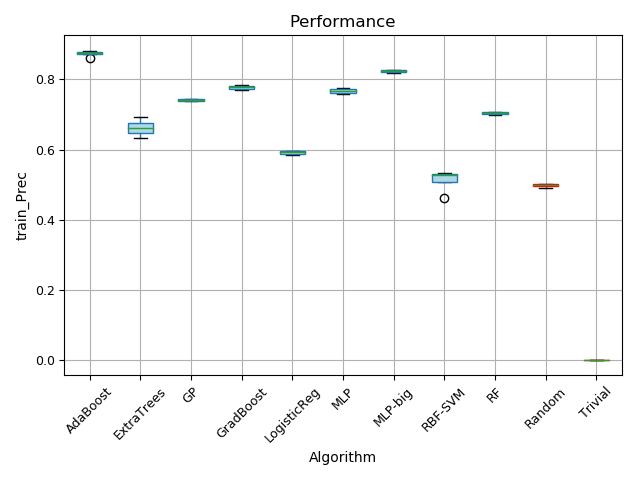 Performance
train_Prec
0.8
0.6
0.4
0.2
0.0
AdaBoost
ExtraTrees
GP
GradBoost
LogisticReg
MLP
MLP-big
RBF-SVM
RF
Random
Trivial
Algorithm